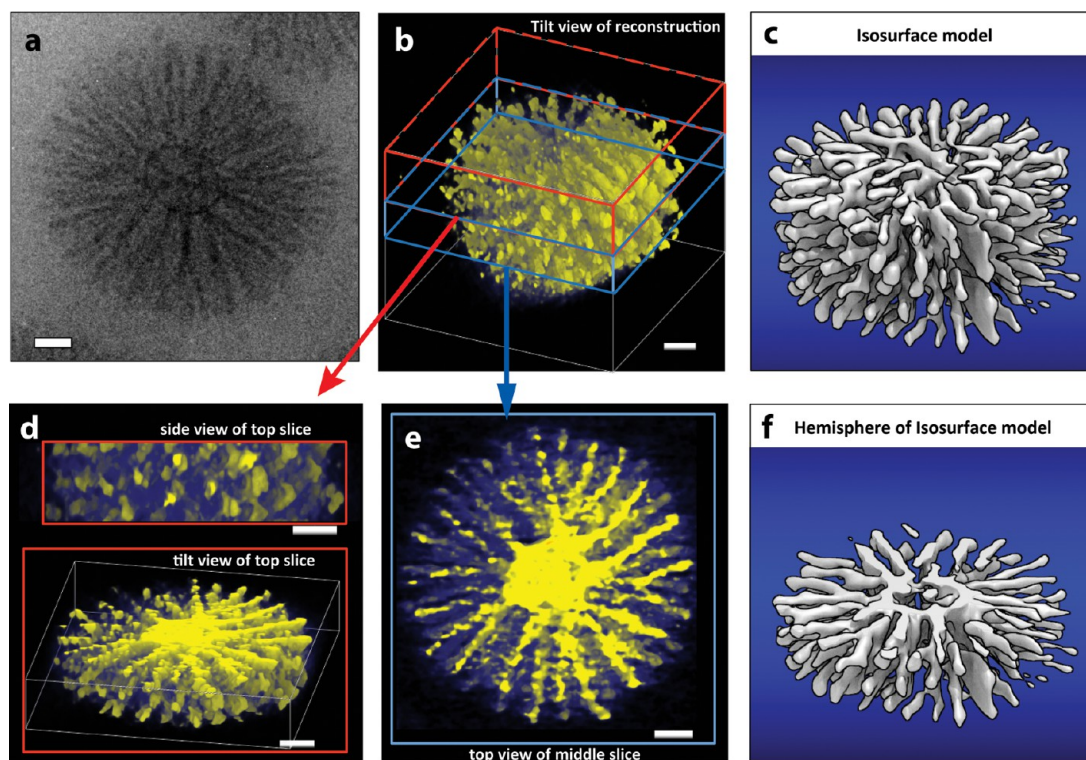 a
b
Tilt view of reconstruction
c
Isosurface model
d
side view of top slice
tilt view of top slice
e
top view of middle slice
f
Hemisphere of Isosurface model